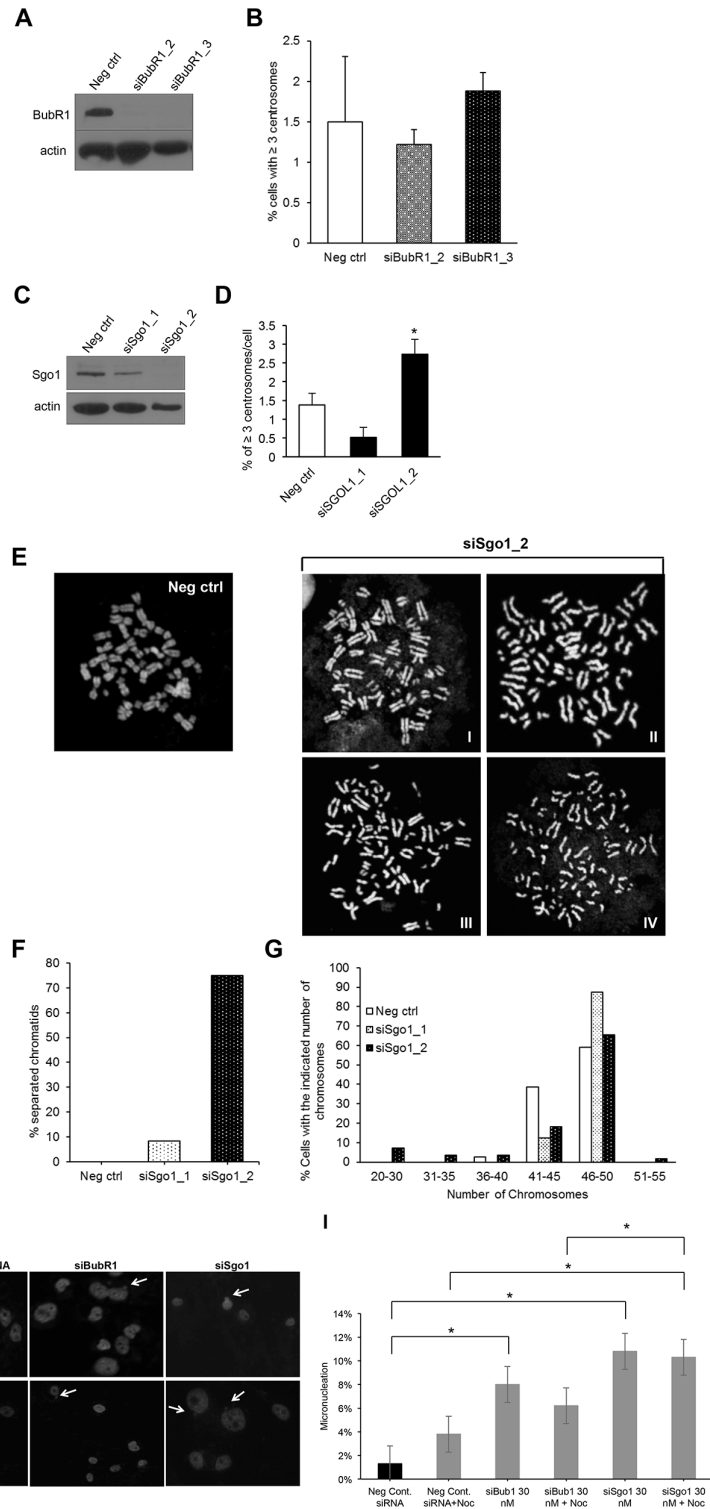 A
Neg ctrl
siBubR1_2
siBubR1_3
BubR1
actin
B
% cells with ≥ 3 centrosomes
2.5
2
1.5
1
0.5
0
Neg ctrl siBubR1_2 siBubR1_3
C
Neg ctrl
siSgo1_1
siSgo1_2
Sgo1
actin
D
% of ≥ 3 centrosomes/cell
3.5
3
2.5
2
1.5
1
0.5
0
*
Neg ctrl
siSGOL1_1
siSGOL1_2
E
Neg ctrl
siSgo1_2
I
II
III
IV
F
% separated chromatids
80
70
60
50
40
30
20
10
0
Neg ctrl siSgo1_1 siSgo1_2
G
% Cells with the indicated number of
chromosomes
100
90
80
70
60
50
40
30
20
10
0
Neg ctrl
siSgo1_1
siSgo1_2
20-30 31-35 36-40 41-45 46-50 51-55
Number of Chromosomes
NA
siBubR1
siSgo1
I
*
*
*
*
Micronucleation
14%
12%
10%
8%
6%
4%
2%
0%
Neg Cont. siRNA
Neg Cont. siRNA+Noc
siBub1 30 nM
siBub1 30 nM + Noc
siSgo1 30 nM
siSgo1 30 nM + Noc